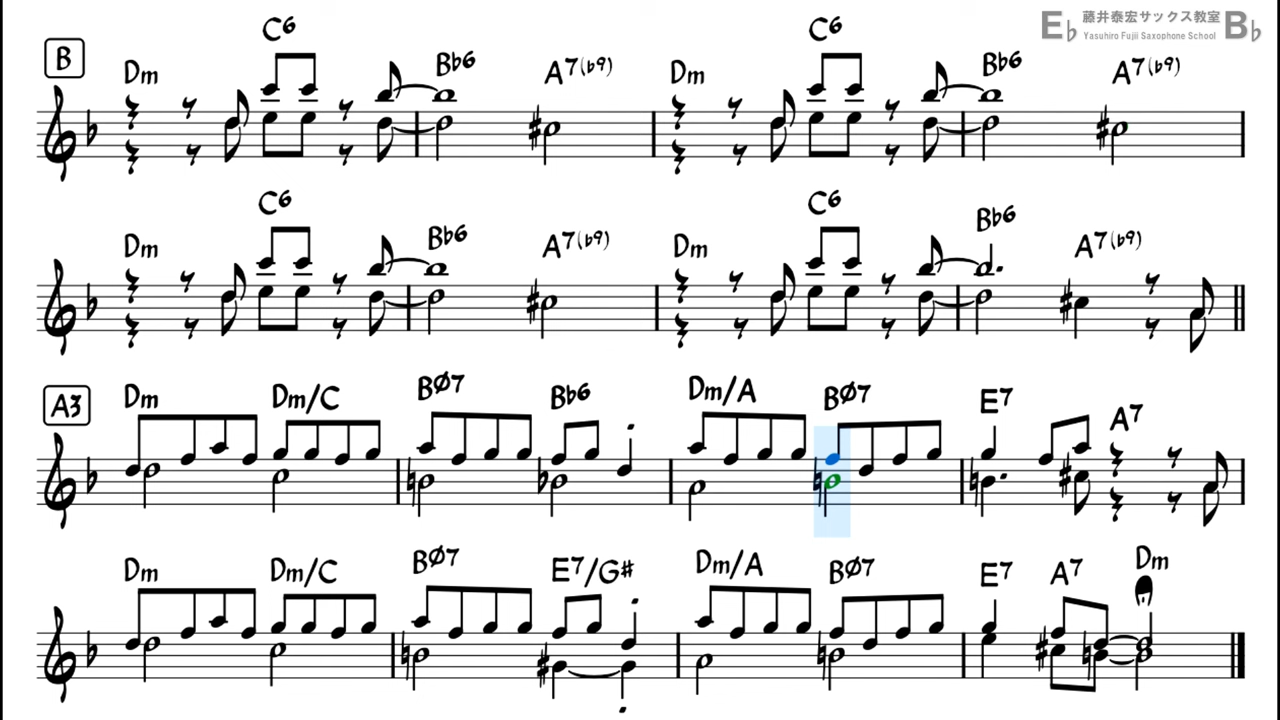 E♭ 藤井泰宏サックス教室 B♭
Yasuhiro Fujii Saxophone School
B
Dm C6 B♭6 A7(♭9) Dm C6 B♭6 A7(♭9)
Dm C6 B♭6 A7(♭9) Dm C6 B♭6 A7(♭9)
A3
Dm Dm/C BØ7 B♭6 Dm/A BØ7 E7 A7
Dm Dm/C BØ7 E7/G# Dm/A BØ7 E7 A7 Dm